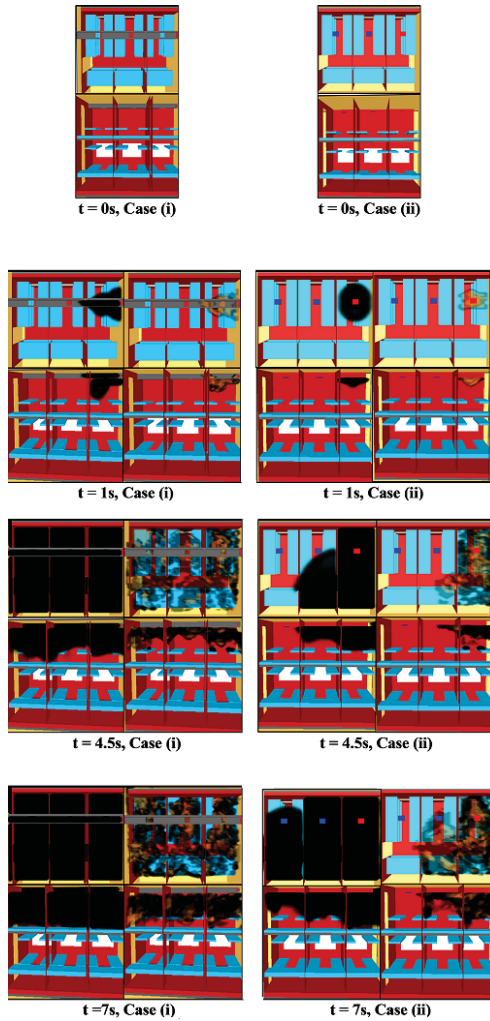 t = 0s, Case (i)
t = 0s, Case (ii)
t = 1s, Case (i)
t = 1s, Case (ii)
t = 4.5s, Case (i)
t = 4.5s, Case (ii)
t =7s, Case (i)
t = 7s, Case (ii)